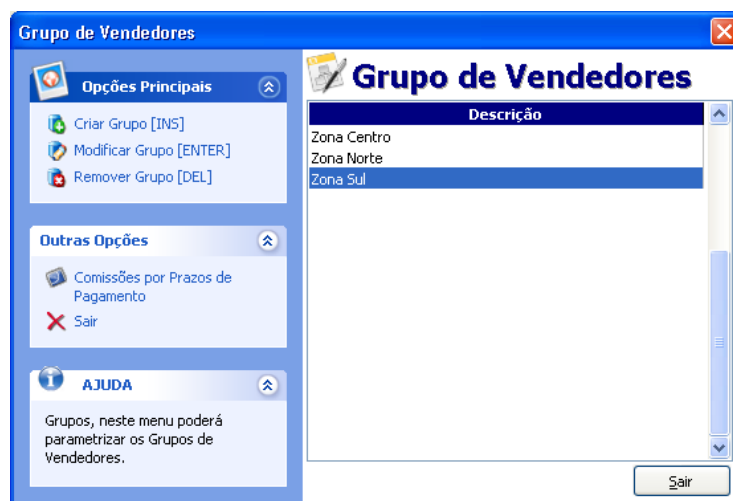 Grupo de Vendedores
Opções Principais
Criar Grupo [INS]
Modificar Grupo [ENTER]
Remover Grupo [DEL]
Outras Opções
Comissões por Prazos de
Pagamento
Sair
AJUDA
Grupos, neste menu poderá
parametrizar os Grupos de
Vendedores.
Grupo de Vendedores
Descrição
Zona Centro
Zona Norte
Zona Sul
Sair